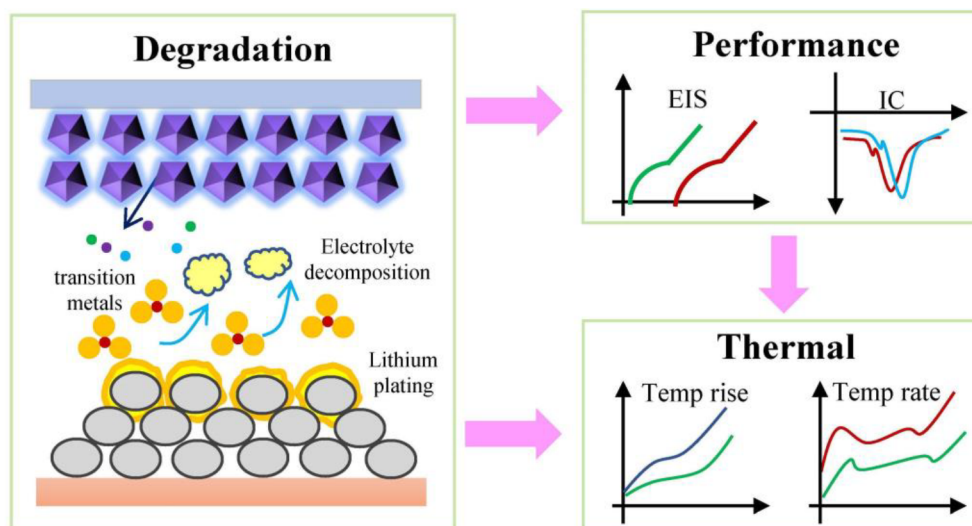 Degradation
transition
metals
Electrolyte
decomposition
Lithium
plating
Performance
EIS
IC
Thermal
Temp rise
Temp rate